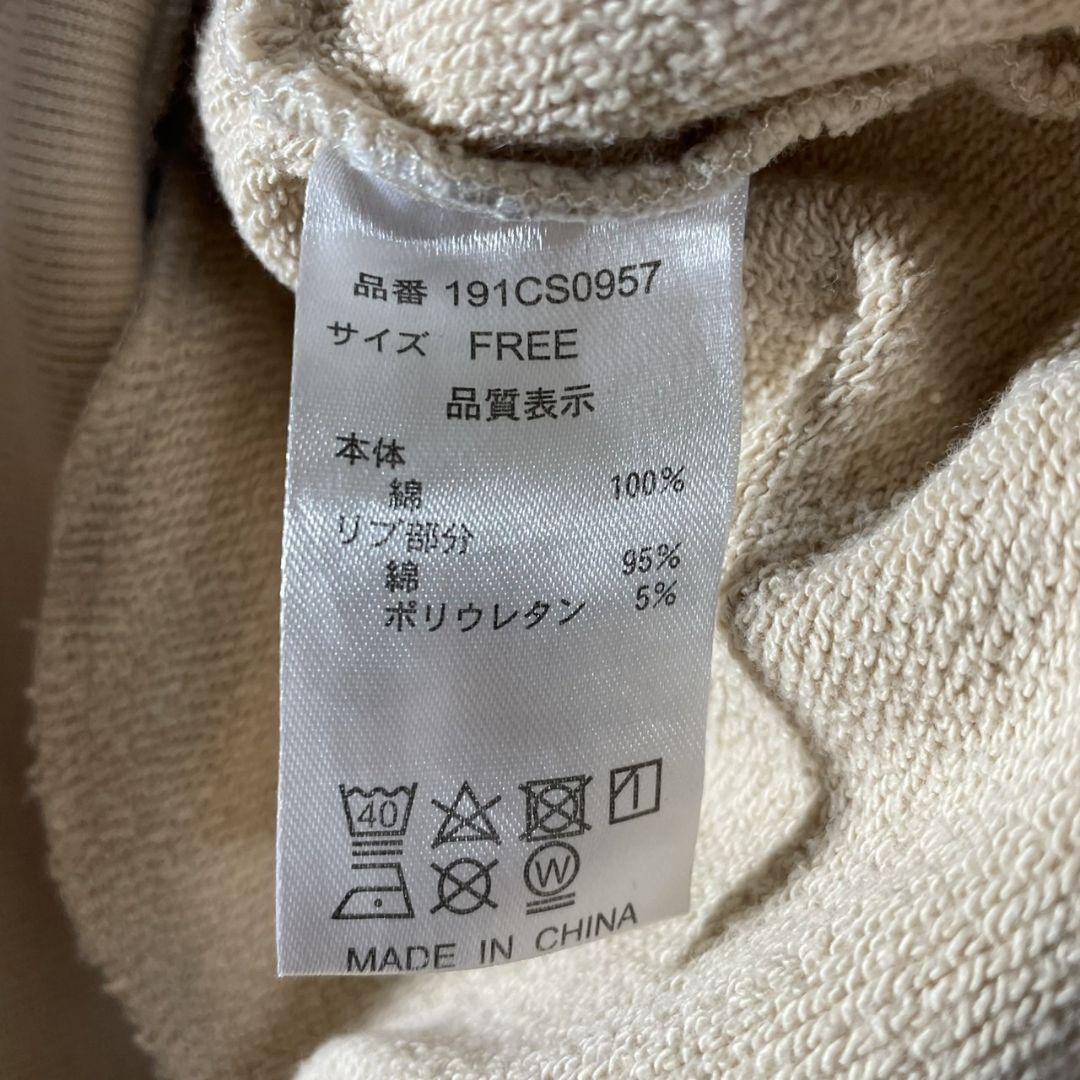 品番 191CS0957
サイズ FREE
品質表示
本体
綿 100%
リブ部分
綿 95%
ポリウレタン 5%
40
W
MADE IN CHINA